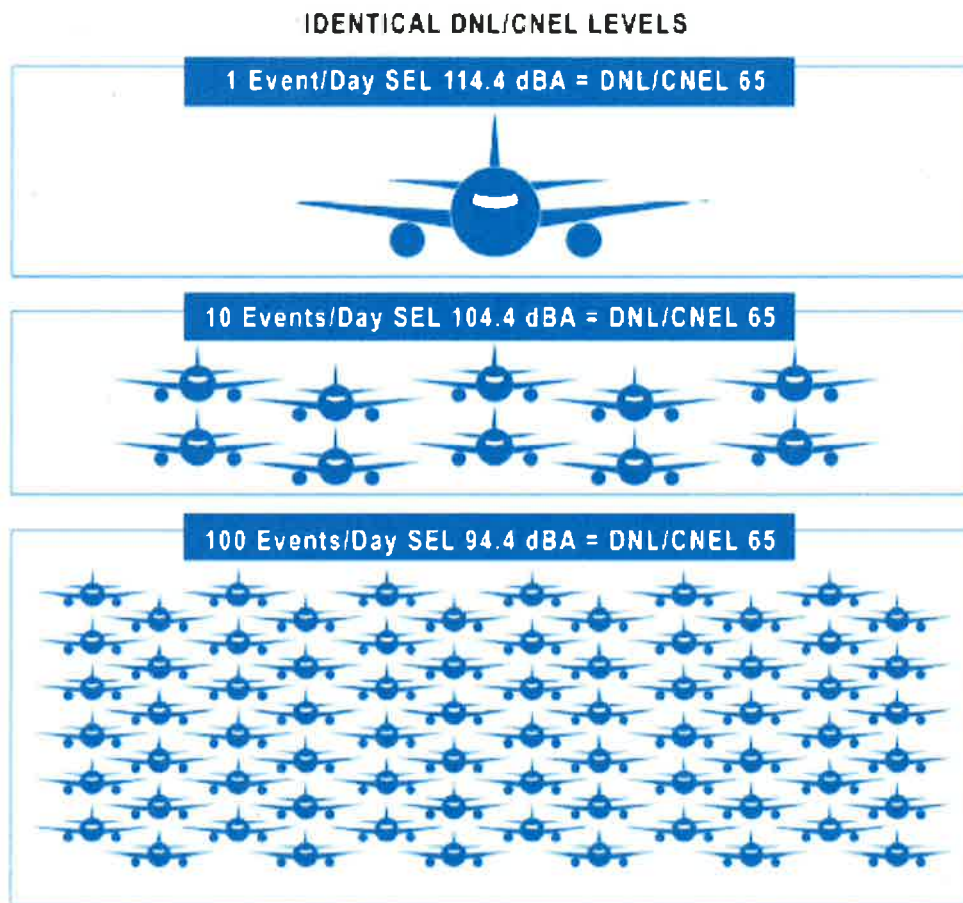 IDENTICAL DNL/CNEL LEVELS
1 Event/Day SEL 114.4 dBA = DNL/CNEL 65
10 Events/Day SEL 104.4 dBA = DNL/CNEL 65
100 Events/Day SEL 94.4 dBA = DNL/CNEL 65